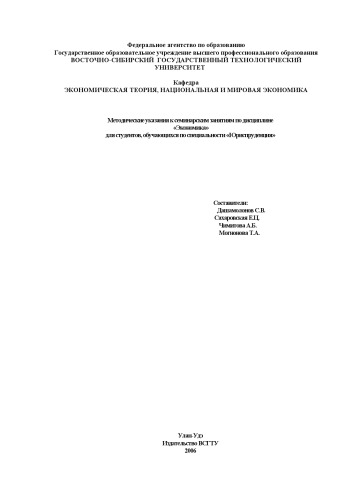 Федеральное агентство по образованию
Государственное образовательное учреждение высшего профессионального образования
ВОСТОЧНО-СИБИРСКИЙ ГОСУДАРСТВЕННЫЙ ТЕХНОЛОГИЧЕСКИЙ
УНИВЕРСИТЕТ
Кафедра
ЭКОНОМИЧЕСКАЯ ТЕОРИЯ, НАЦИОНАЛЬНАЯ И МИРОВАЯ ЭКОНОМИКА
Методические указания к семинарским занятиям по дисциплине
«Экономика»
для студентов, обучающихся по специальности «Юриспруденция»
Составители:
Дашамолонов С.В.
Сахаровская Е.Ц.
Чимитова А.Б.
Могнонова Т.А.
Улан-Удэ
Издательство ВСГТУ
2006